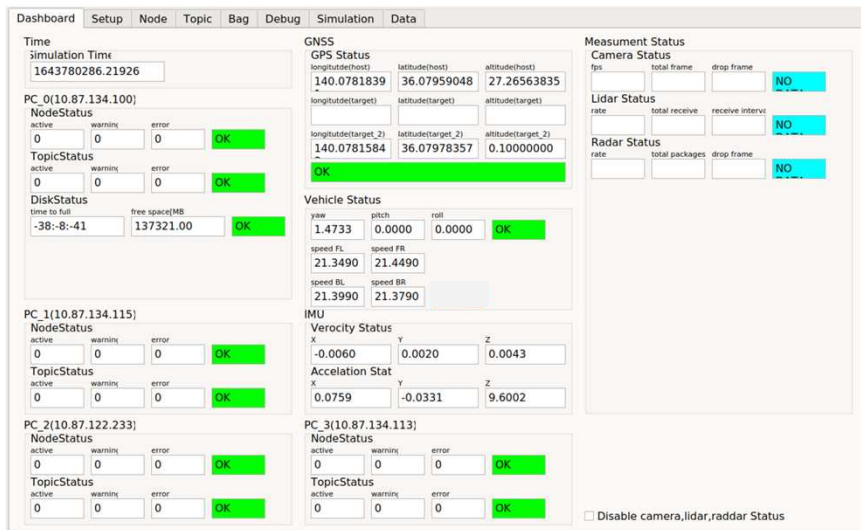 Dashboard Setup Node Topic Bag Debug Simulation Data
Time
Simulation Time
1643780286.21926
PC_0(10.87.134.100)
NodeStatus
active warning error
0 0 0 OK
TopicStatus
active warning error
0 0 0 OK
DiskStatus
time to full free space[MB
-38:-8:-41 137321.00 OK
PC_1(10.87.134.115)
NodeStatus
active warning error
0 0 0 OK
TopicStatus
active warning error
0 0 0 OK
PC_2(10.87.122.233)
NodeStatus
active warning error
0 0 0 OK
TopicStatus
active warning error
0 0 0 OK
GNSS
GPS Status
longitutde(host) latitude(host) altitude(host)
140.0781839 36.07959048 27.26563835
longitutde(target) latitude(target) altitude(target)
longitutde(target_2) latitude(target_2) altitude(target_2)
140.0781584 36.07978357 0.10000000
OK
Vehicle Status
yaw pitch roll
1.4733 0.0000 0.0000 OK
speed FL speed FR
21.3490 21.4490
speed BL speed BR
21.3990 21.3790
IMU
Verocity Status
X Y Z
-0.0060 0.0020 0.0043
Accelation Stat
X Y Z
0.0759 -0.0331 9.6002
PC_3(10.87.134.113)
NodeStatus
active warning error
0 0 0 OK
TopicStatus
active warning error
0 0 0 OK
Measument Status
Camera Status
fps total frame drop frame
NO
Lidar Status
rate total receive receive interva
NO
Radar Status
rate total packages drop frame
NO
Disable camera,lidar,raddar Status